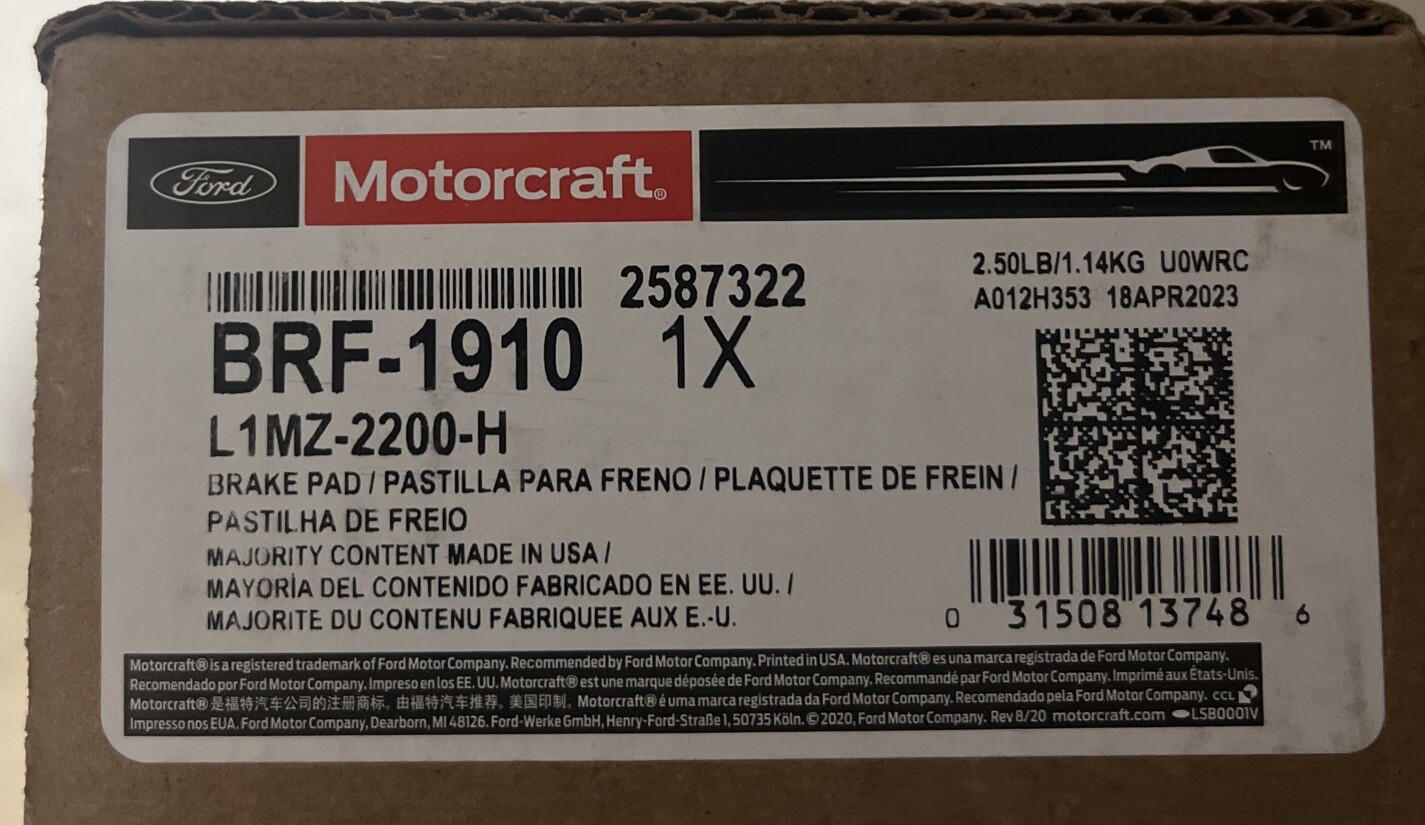 Ford
Motorcraft®
TM
2587322
2.50LB/1.14KG U0WRC
A012H353 18APR2023
BRF-1910 1X
L1MZ-2200-H
BRAKE PAD / PASTILLA PARA FRENO / PLAQUETTE DE FREIN /
PASTILHA DE FREIO
MAJORITY CONTENT MADE IN USA /
MAYORÍA DEL CONTENIDO FABRICADO EN EE. UU. /
MAJORITE DU CONTENU FABRIQUEE AUX E.-U.
0 31508 13748 6
Motorcraft® is a registered trademark of Ford Motor Company. Recommended by Ford Motor Company. Printed in USA. Motorcraft® es una marca registrada de Ford Motor Company.
Recomendado por Ford Motor Company. Impreso en los EE. UU. Motorcraft® est une marque déposée de Ford Motor Company. Recommandé par Ford Motor Company. Imprimé aux États-Unis.
Motorcraft® 是福特汽车公司的注册商标。由福特汽车推荐。美国印制。Motorcraft® é uma marca registrada da Ford Motor Company. Recomendado pela Ford Motor Company. CCL
Impresso nos EUA. Ford Motor Company, Dearborn, MI 48126. Ford-Werke GmbH, Henry-Ford-Straße 1, 50735 Köln. © 2020, Ford Motor Company. Rev 8/20 motorcraft.com LSB0001V